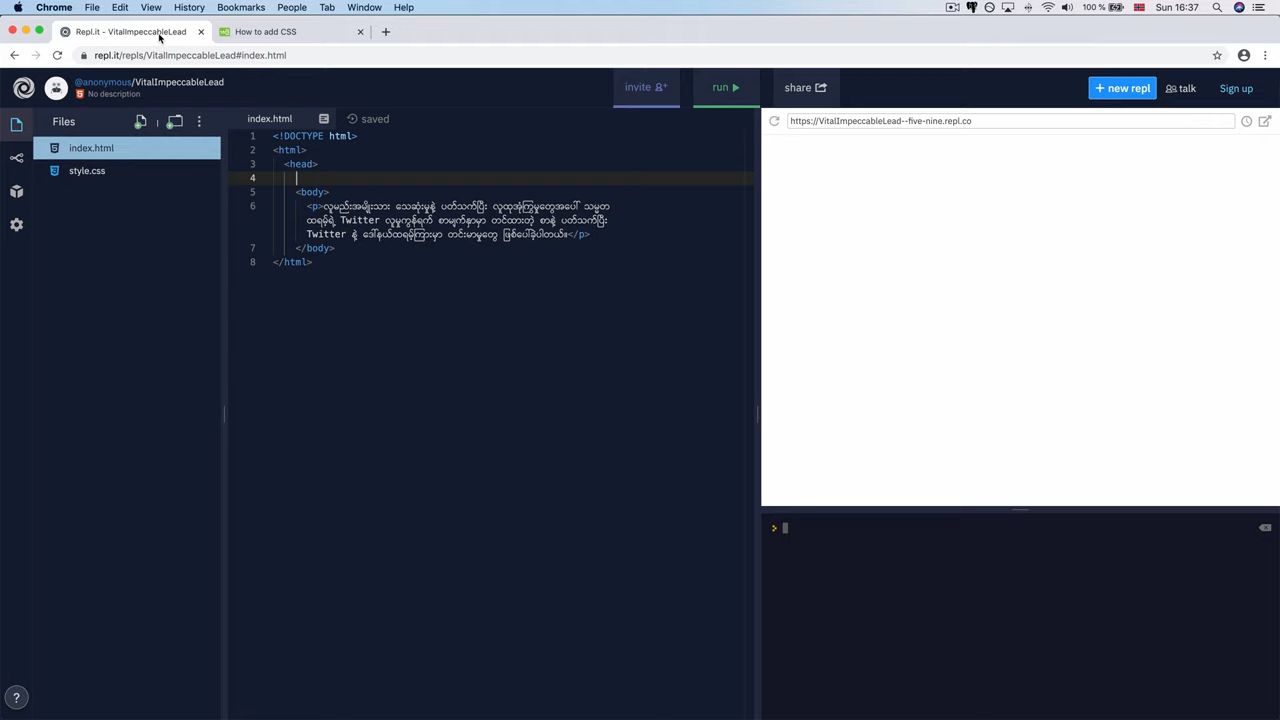 Chrome File Edit View History Bookmarks People Tab Window Help 100 % Sun 16:37
Repl.it - VitalImpeccableLead How to add CSS
repl.it/repls/VitalImpeccableLead#index.html
@anonymous/VitalImpeccableLead
No description
invite
run
share
+ new repl
talk
Sign up
Files
index.html
style.css
index.html saved
https://VitalImpeccableLead--five-nine.repl.co
1 <!DOCTYPE html>
2 <html>
3 <head>
4
5 <body>
6 <p>လူမည်းအမျိုးသား သေဆုံးမှုနဲ့ ပတ်သက်ပြီး လူထုအုံကြွမှုတွေအပေါ် သမ္မတ
ထရမ့်ရဲ့ Twitter လူမှုကွန်ရက် စာမျက်နှာမှာ တင်ထားတဲ့ စာနဲ့ ပတ်သက်ပြီး
Twitter နဲ့ ဒေါ်နယ်ထရမ့်ကြားမှာ တင်းမာမှုတွေ ဖြစ်ပေါ်ခဲ့ပါတယ်။</p>
7 </body>
8 </html>
?